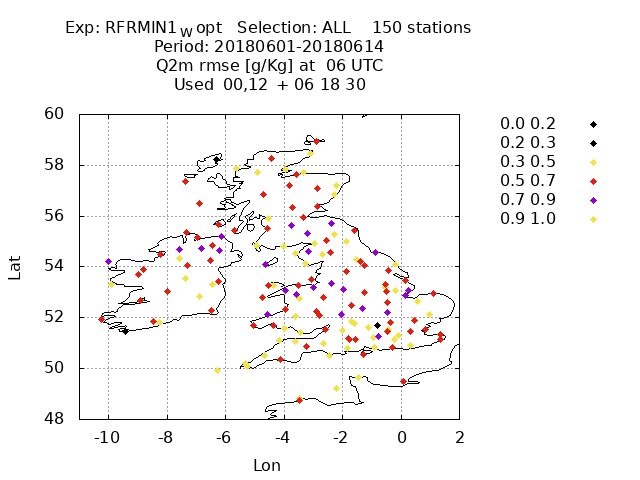 Exp: RFRMIN1_W opt Selection: ALL 150 stations
Period: 20180601-20180614
Q2m rmse [g/Kg] at 06 UTC
Used 00,12 + 06 18 30
60
58
56
54
52
50
48
Lat
-10 -8 -6 -4 -2 0 2
Lon
0.0 0.2
0.2 0.3
0.3 0.5
0.5 0.7
0.7 0.9
0.9 1.0